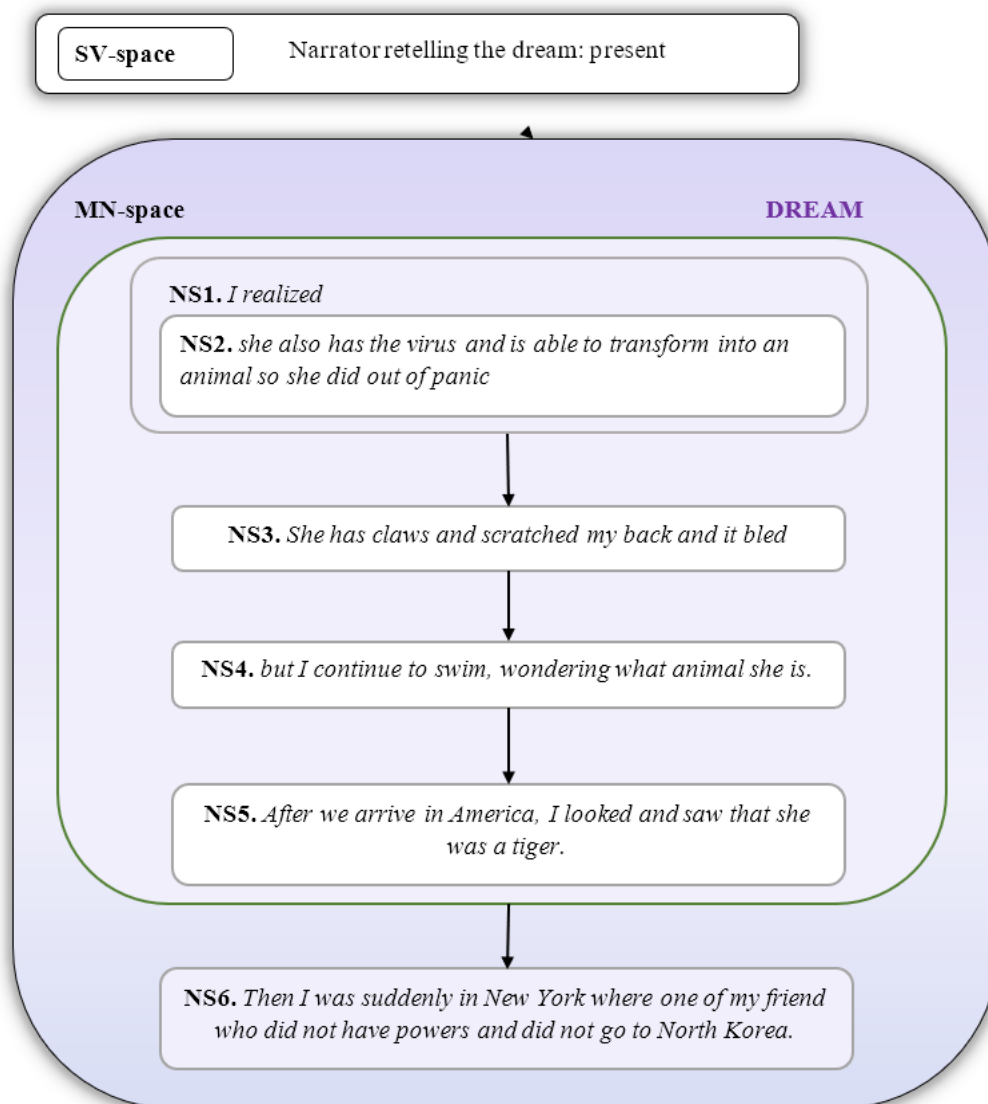 SV-space
Narrator retelling the dream: present
MN-space
DREAM
NS1. I realized
NS2. she also has the virus and is able to transform into an
animal so she did out of panic
NS3. She has claws and scratched my back and it bled
NS4. but I continue to swim, wondering what animal she is.
NS5. After we arrive in America, I looked and saw that she
was a tiger.
NS6. Then I was suddenly in New York where one of my friend
who did not have powers and did not go to North Korea.